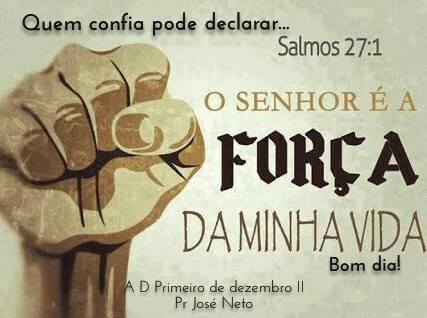 Quem confia pode declarar...
Salmos 27:1
O SENHOR É A
FORÇA
DA MINHA VIDA
Bom dia!
A D Primeiro de dezembro II
Pr José Neto